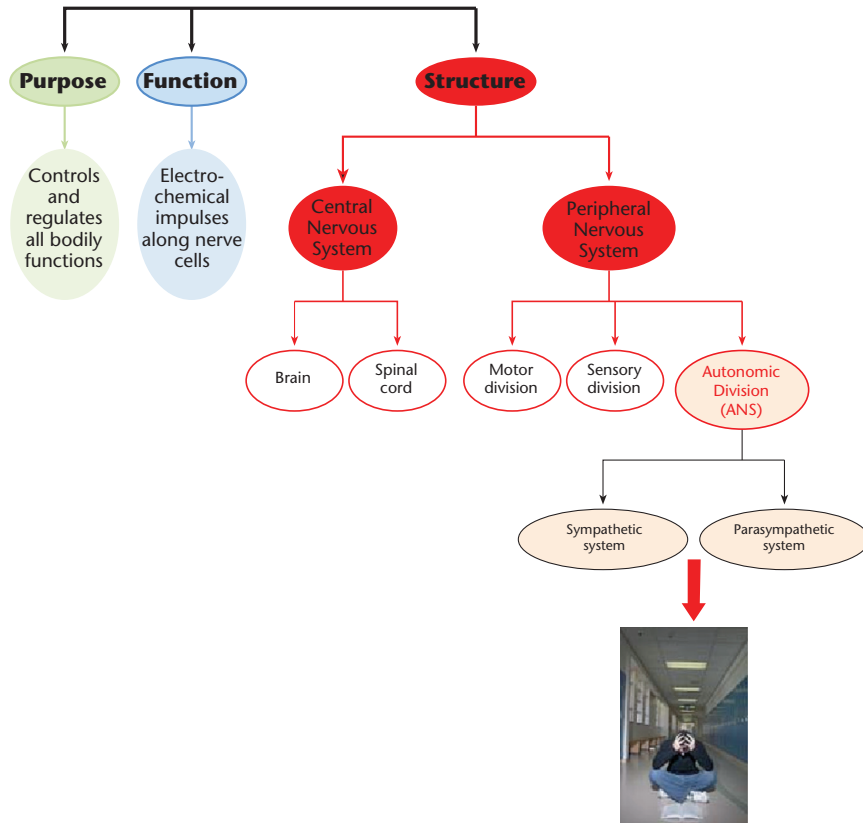 Purpose
Function
Structure
Controls
and
regulates
all bodily
functions
Electro-
chemical
impulses
along nerve
cells
Central
Nervous
System
Peripheral
Nervous
System
Brain
Spinal
cord
Motor
division
Sensory
division
Autonomic
Division
(ANS)
Sympathetic
system
Parasympathetic
system